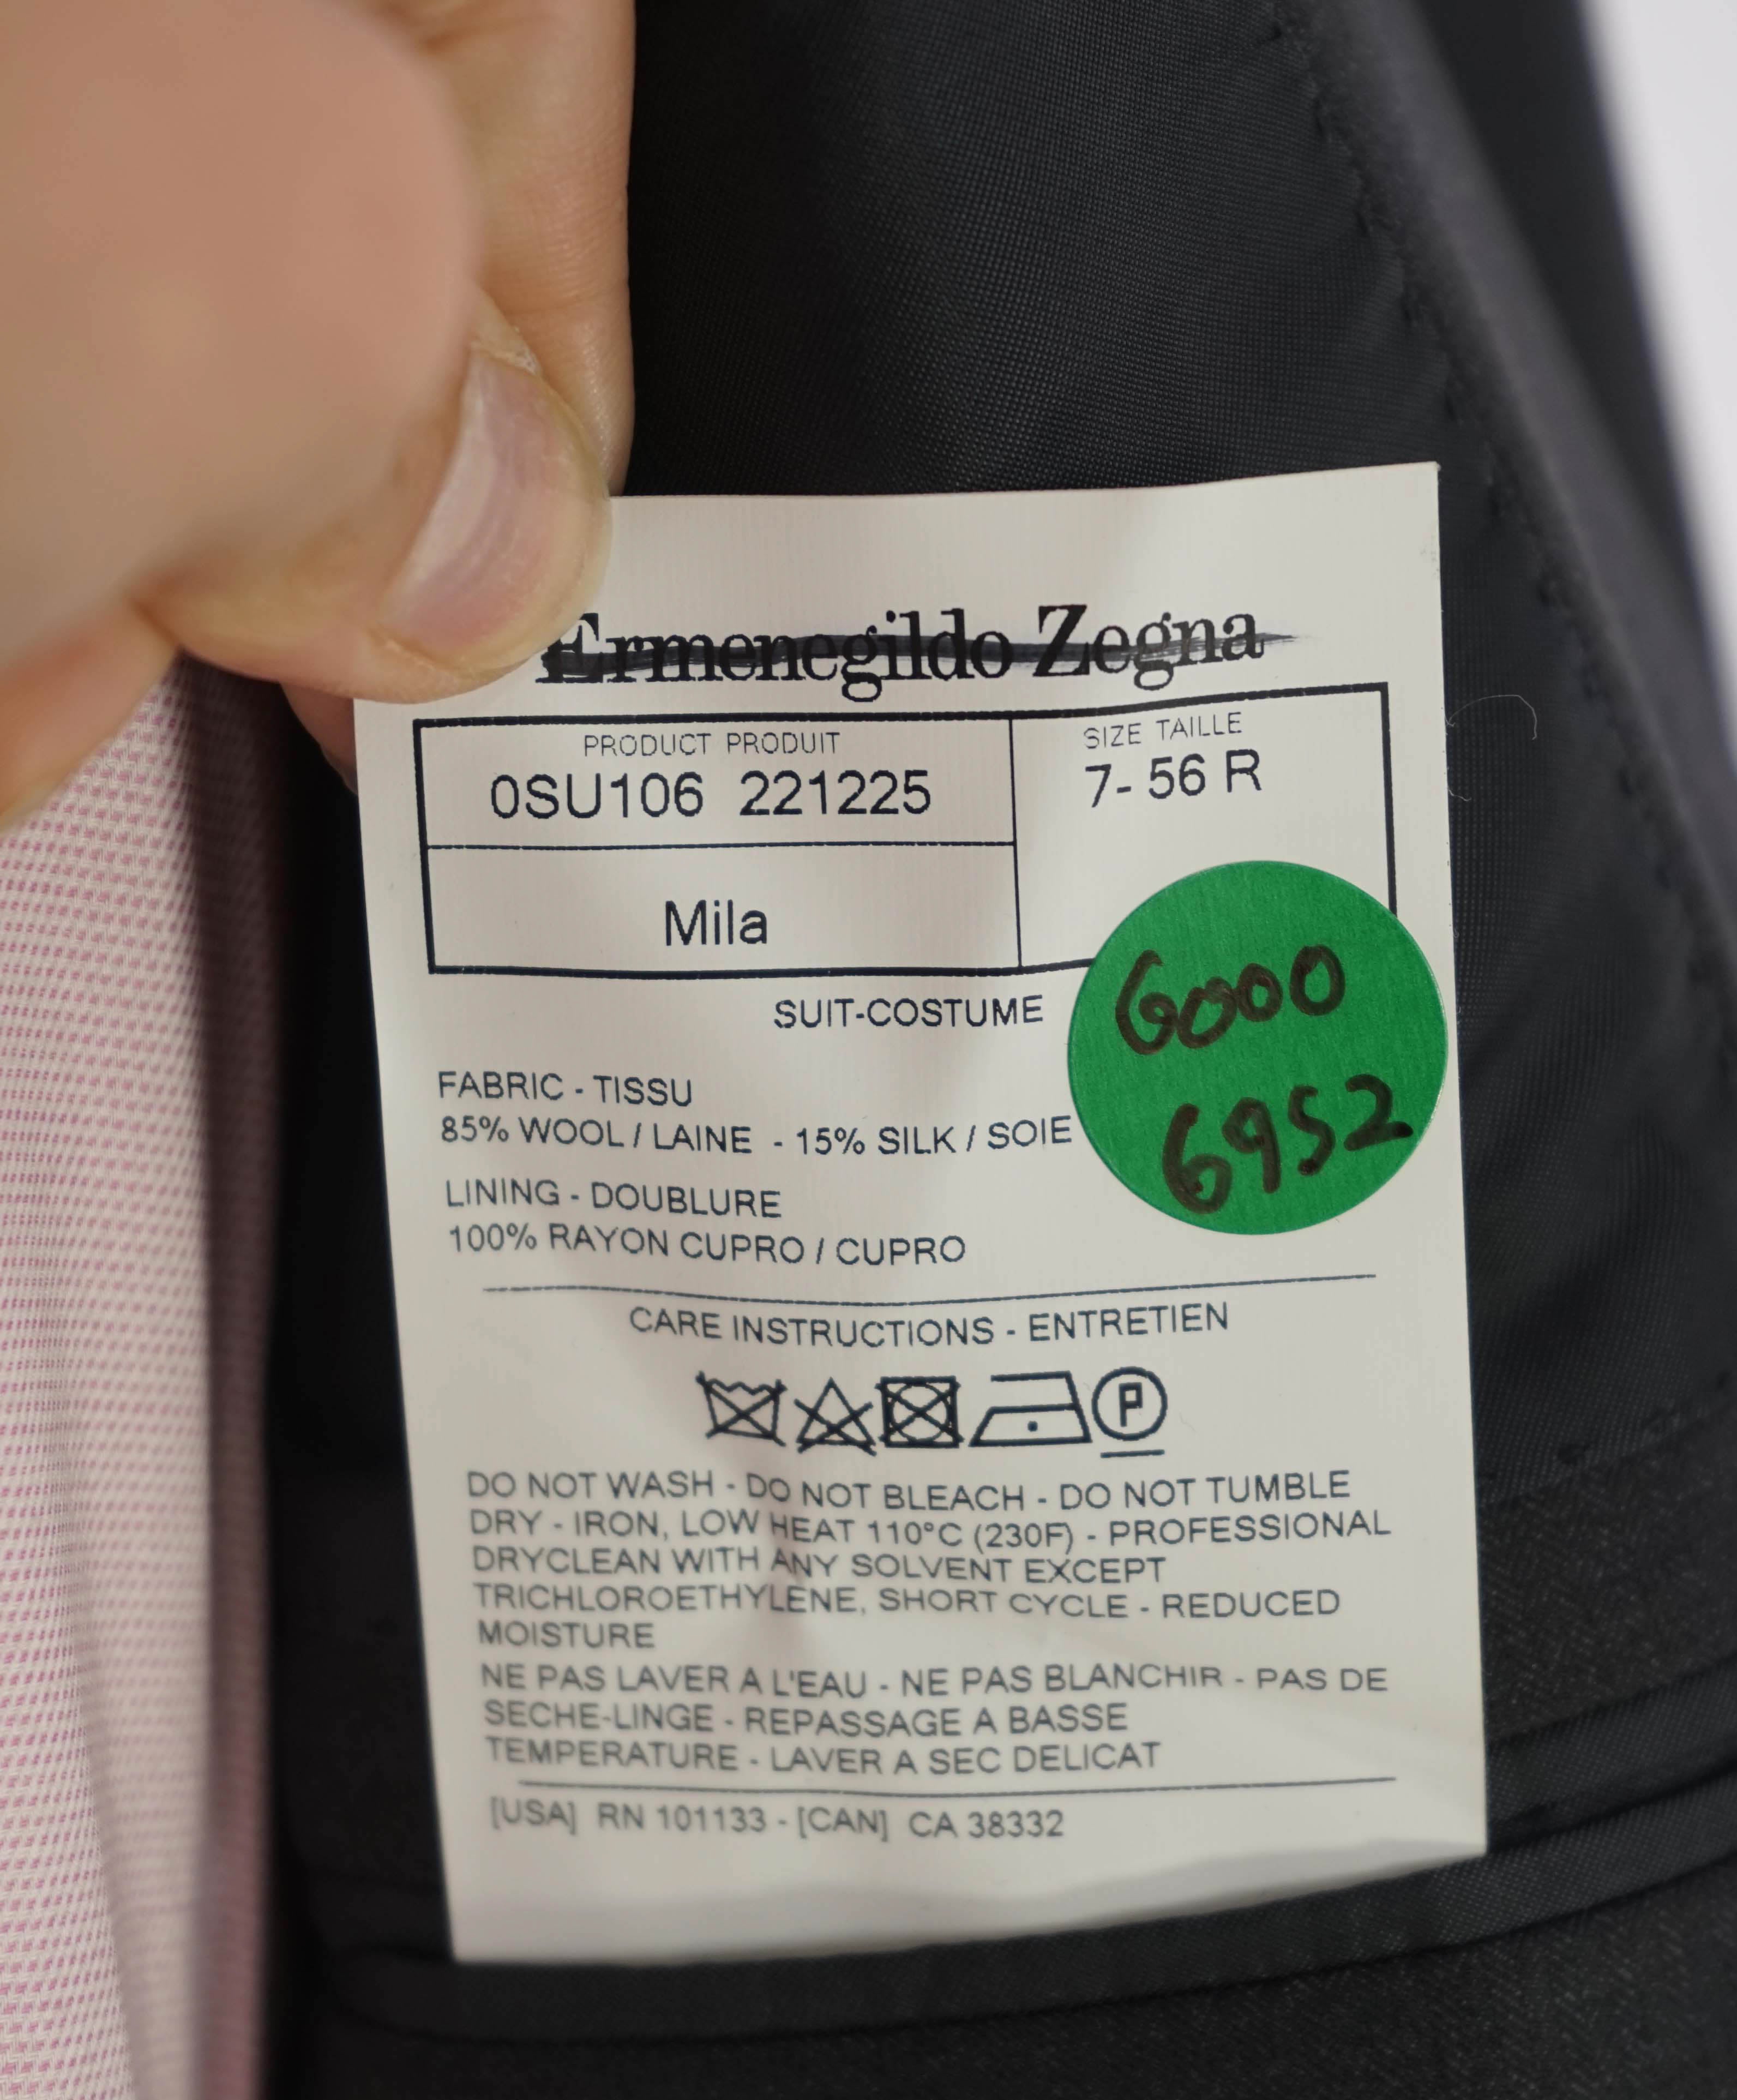 Ermenegildo Zegna
PRODUCT PRODUIT
0SU106 221225
SIZE TAILLE
7- 56 R
Mila
SUIT-COSTUME
6000
6952
FABRIC - TISSU
85% WOOL / LAINE - 15% SILK / SOIE
LINING - DOUBLURE
100% RAYON CUPRO / CUPRO
CARE INSTRUCTIONS - ENTRETIEN
P
DO NOT WASH - DO NOT BLEACH - DO NOT TUMBLE
DRY - IRON, LOW HEAT 110°C (230F) - PROFESSIONAL
DRYCLEAN WITH ANY SOLVENT EXCEPT
TRICHLOROETHYLENE, SHORT CYCLE - REDUCED
MOISTURE
NE PAS LAVER A L'EAU - NE PAS BLANCHIR - PAS DE
SECHE-LINGE - REPASSAGE A BASSE
TEMPERATURE - LAVER A SEC DELICAT
[USA] RN 101133 - [CAN] CA 38332